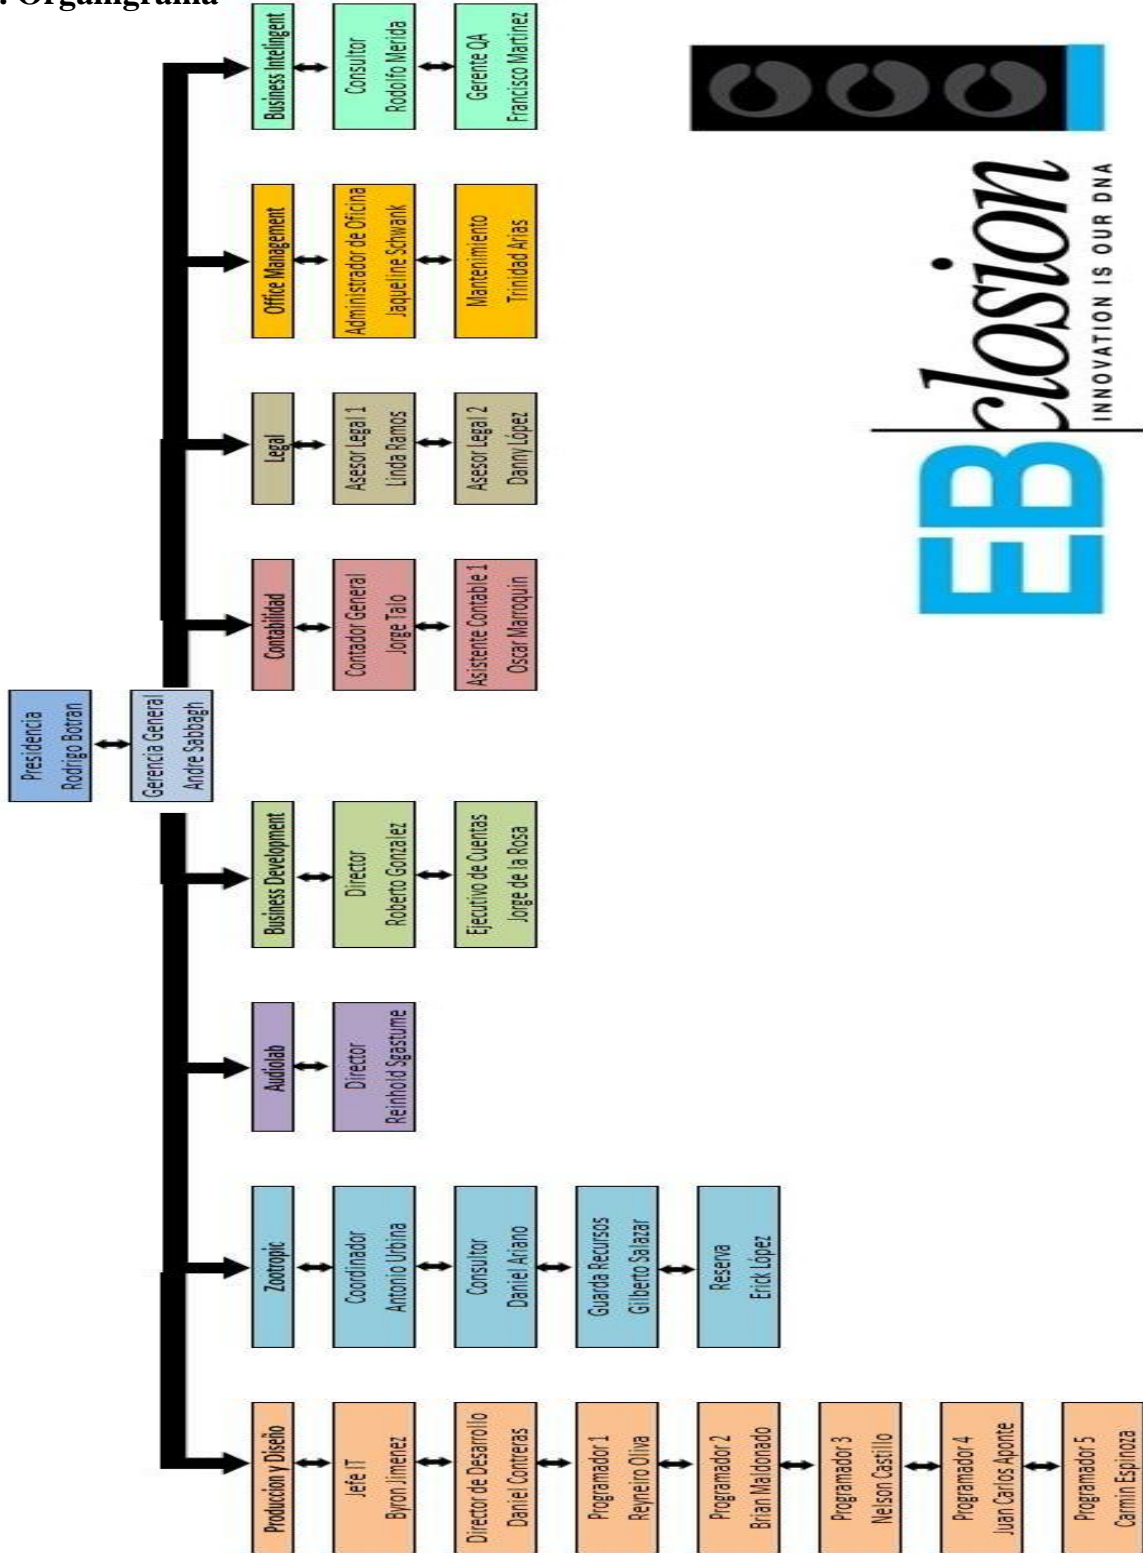 Organigrama
Presidencia
Rodrigo Botran
Gerencia General
Andre Sabbagh
Produccion y Diseño
Jefe IT
Byron Jimenez
Director de Desarrollo
Daniel Contreras
Programador 1
Reyneiro Oliva
Programador 2
Brian Maldonado
Programador 3
Nelson Castillo
Programador 4
Juan Carlos Aponte
Programador 5
Carmin Espinoza
Zootropic
Coordinador
Antonio Urbina
Consultor
Daniel Ariano
Guarda Recursos
Gilberto Salazar
Reserva
Erick López
Audiolab
Director
Reinhold Sgastume
Business Development
Director
Roberto Gonzalez
Ejecutivo de Cuentas
Jorge de la Rosa
Contabilidad
Contador General
Jorge Talo
Asistente Contable 1
Oscar Marroquin
Legal
Asesor Legal 1
Linda Ramos
Asesor Legal 2
Danny López
Office Management
Administrador de Oficina
Jaqueline Schwank
Mantenimiento
Trinidad Arias
Business Intelingent
Consultor
Rodolfo Merida
Gerente QA
Francisco Martinez
EBclosion
INNOVATION IS OUR DNA